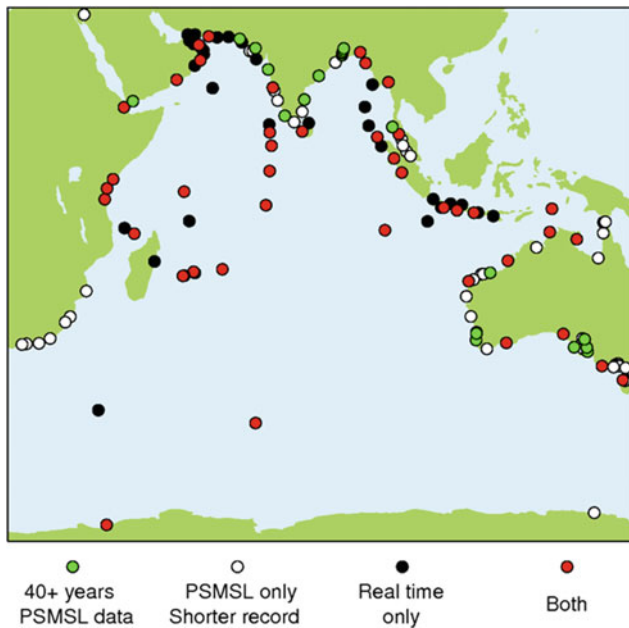 40+ years
PSMSL data
PSMSL only
Shorter record
Real time
only
Both